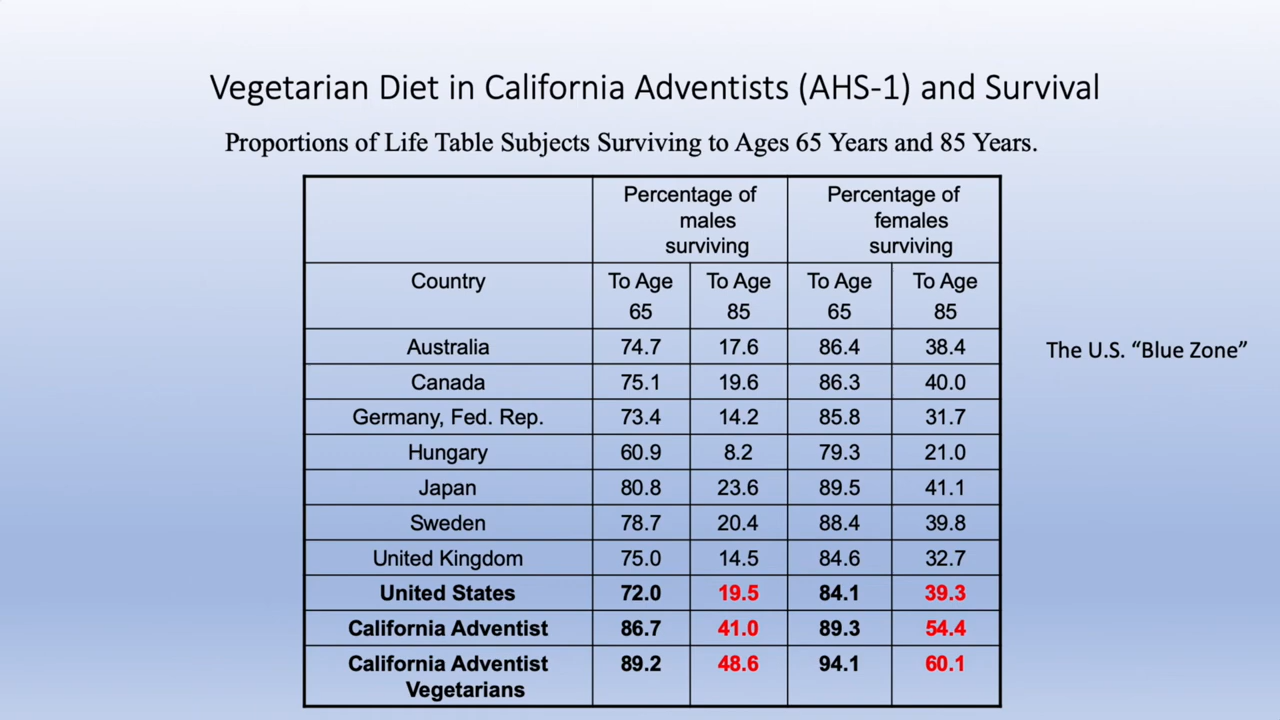 Vegetarian Diet in California Adventists (AHS-1) and Survival
Proportions of Life Table Subjects Surviving to Ages 65 Years and 85 Years.
Percentage of males surviving Percentage of females surviving
Country To Age 65 To Age 85 To Age 65 To Age 85
Australia 74.7 17.6 86.4 38.4
The U.S. “Blue Zone”
Canada 75.1 19.6 86.3 40.0
Germany, Fed. Rep. 73.4 14.2 85.8 31.7
Hungary 60.9 8.2 79.3 21.0
Japan 80.8 23.6 89.5 41.1
Sweden 78.7 20.4 88.4 39.8
United Kingdom 75.0 14.5 84.6 32.7
United States 72.0 19.5 84.1 39.3
California Adventist 86.7 41.0 89.3 54.4
California Adventist Vegetarians 89.2 48.6 94.1 60.1